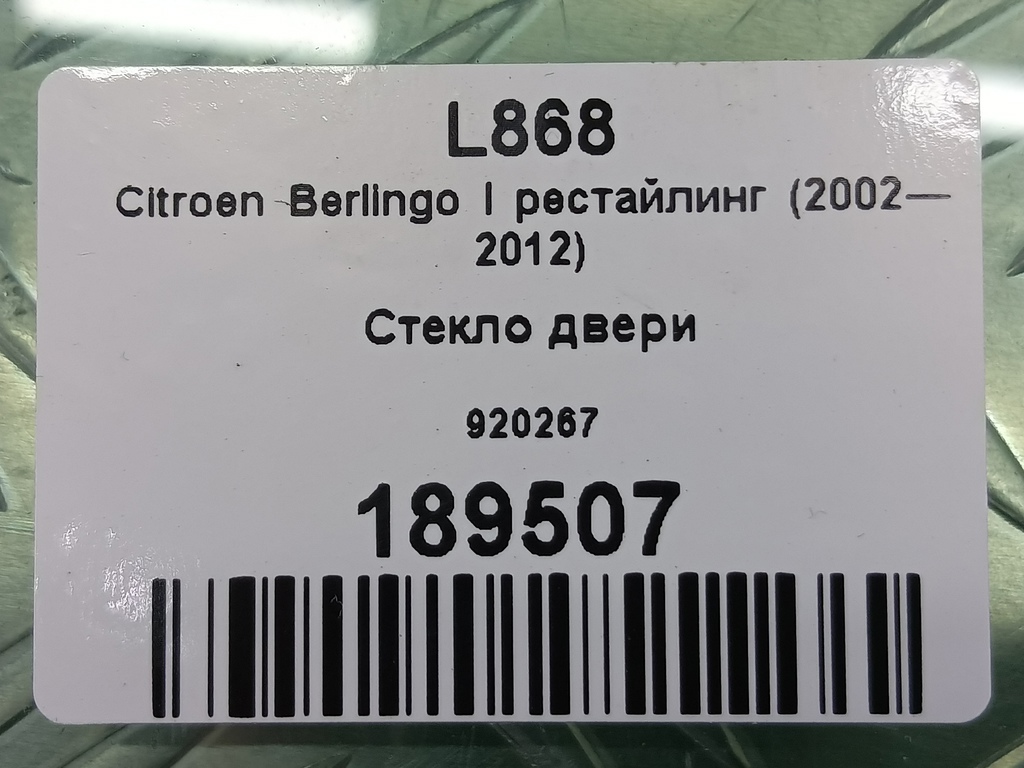 L868
Citroen Berlingo I рестайлинг (2002—
2012)
Стекло двери
920267
189507